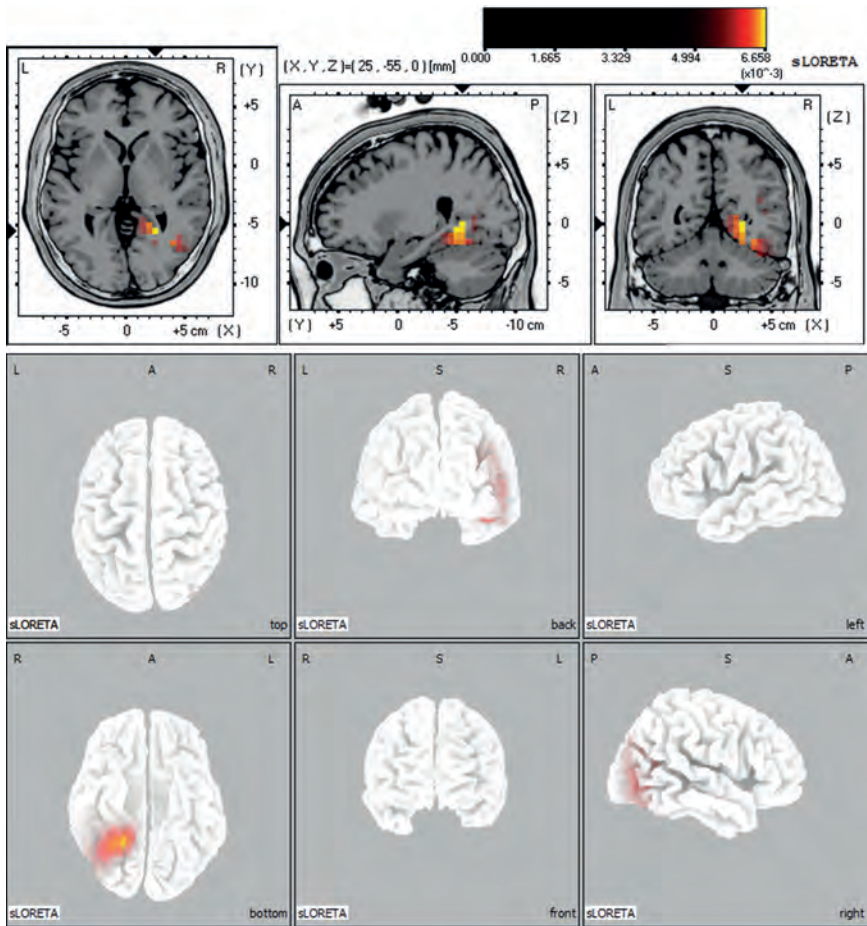 0.000 1.665 3.329 4.994 6.658 sLORETA
(x10^-3)
L R (Y) (X,Y,Z)=(25,-55,0)[mm]
A P (Z) L R (Z)
+5 +5 +5
0 0 0
-5 -5 -5
-10
-5 0 +5 cm (X) (Y) +5 0 -5 -10 cm -5 0 +5 cm (X)
L A R L S R A S P
sLORETA top sLORETA back sLORETA left
R A L R S L P S A
sLORETA bottom sLORETA front sLORETA right